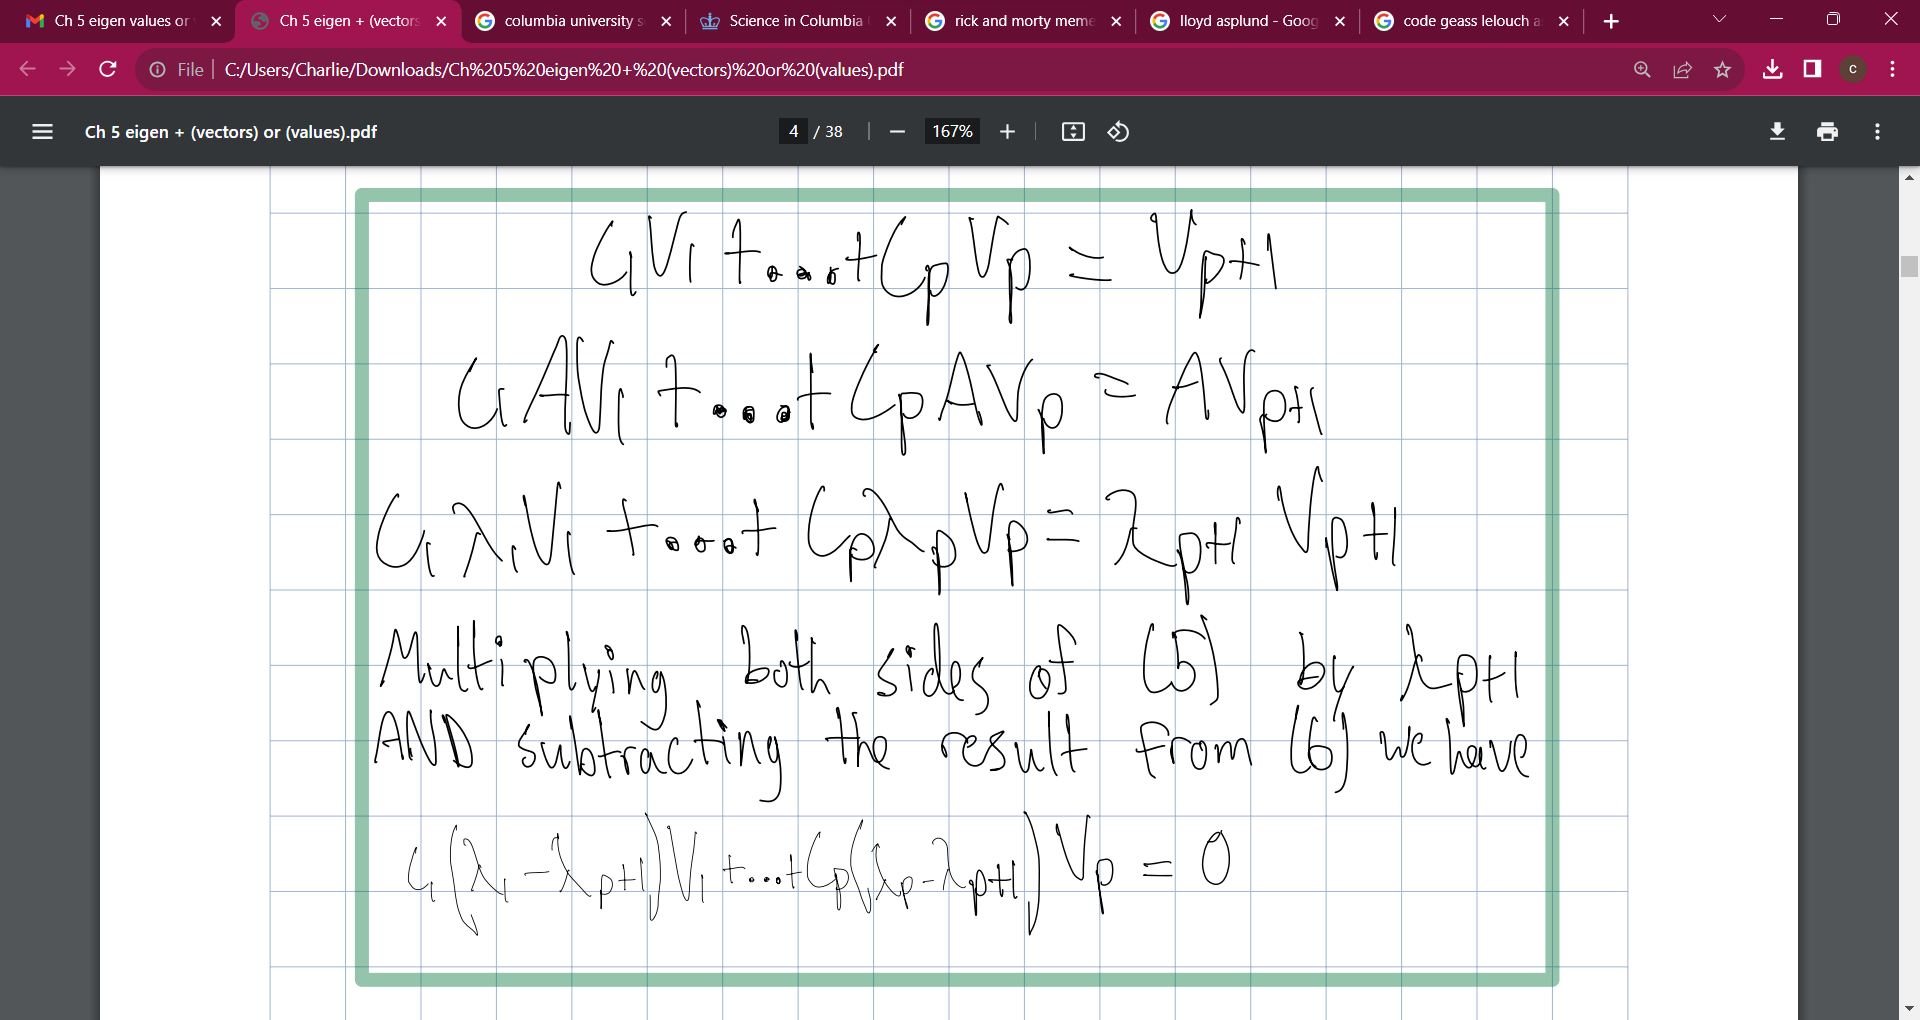 Ch 5 eigen values or
Ch 5 eigen + (vectors
columbia university s
Science in Columbia
rick and morty meme
lloyd asplund - Goog
code geass lelouch a
File | C:/Users/Charlie/Downloads/Ch%205%20eigen%20+%20(vectors)%20or%20(values).pdf
C
Ch 5 eigen + (vectors) or (values).pdf
4 / 38
167%
C₁V₁ + ... + CₚVₚ = Vₚ₊₁
C₁AV₁ + ... + CₚAVₚ = AVₚ₊₁
C₁λ₁V₁ + ... + CₚλₚVₚ = λₚ₊₁ Vₚ₊₁
Multiplying both sides of (5) by λₚ₊₁
AND subtracting the result from (6) we have
C₁(λ₁ - λₚ₊₁)V₁ + ... + Cₚ(λₚ - λₚ₊₁)Vₚ = 0